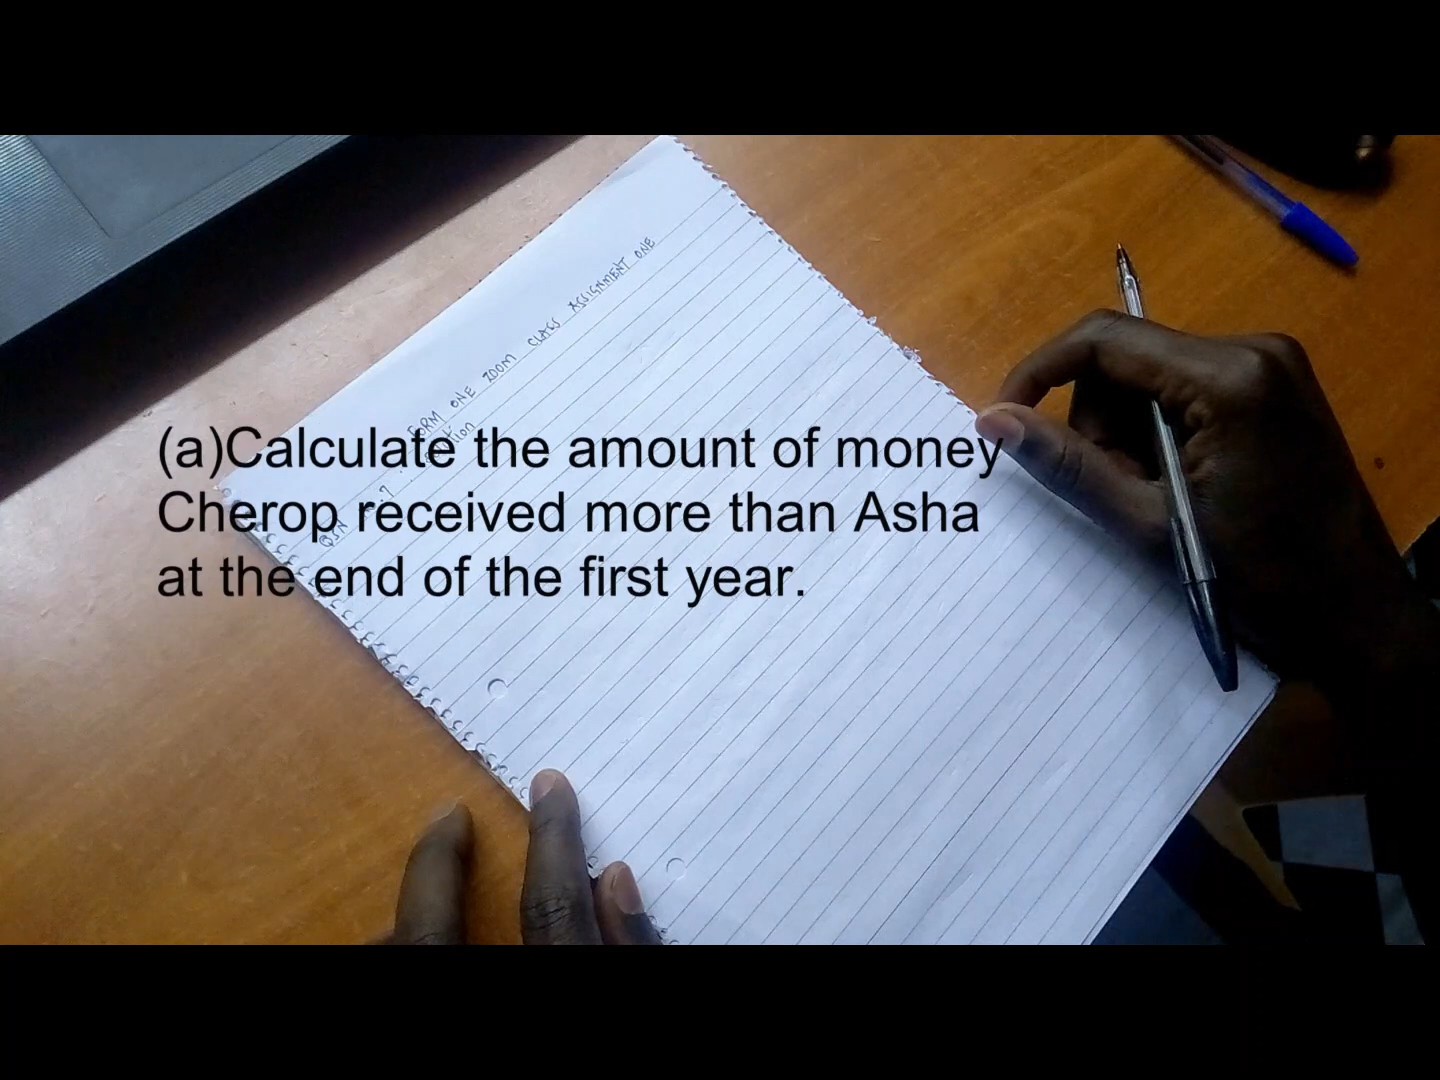 FORM ONE ZOOM CLASS ASSIGNMENT ONE
QSN
(a)Calculate the amount of money
Cherop received more than Asha
at the end of the first year.